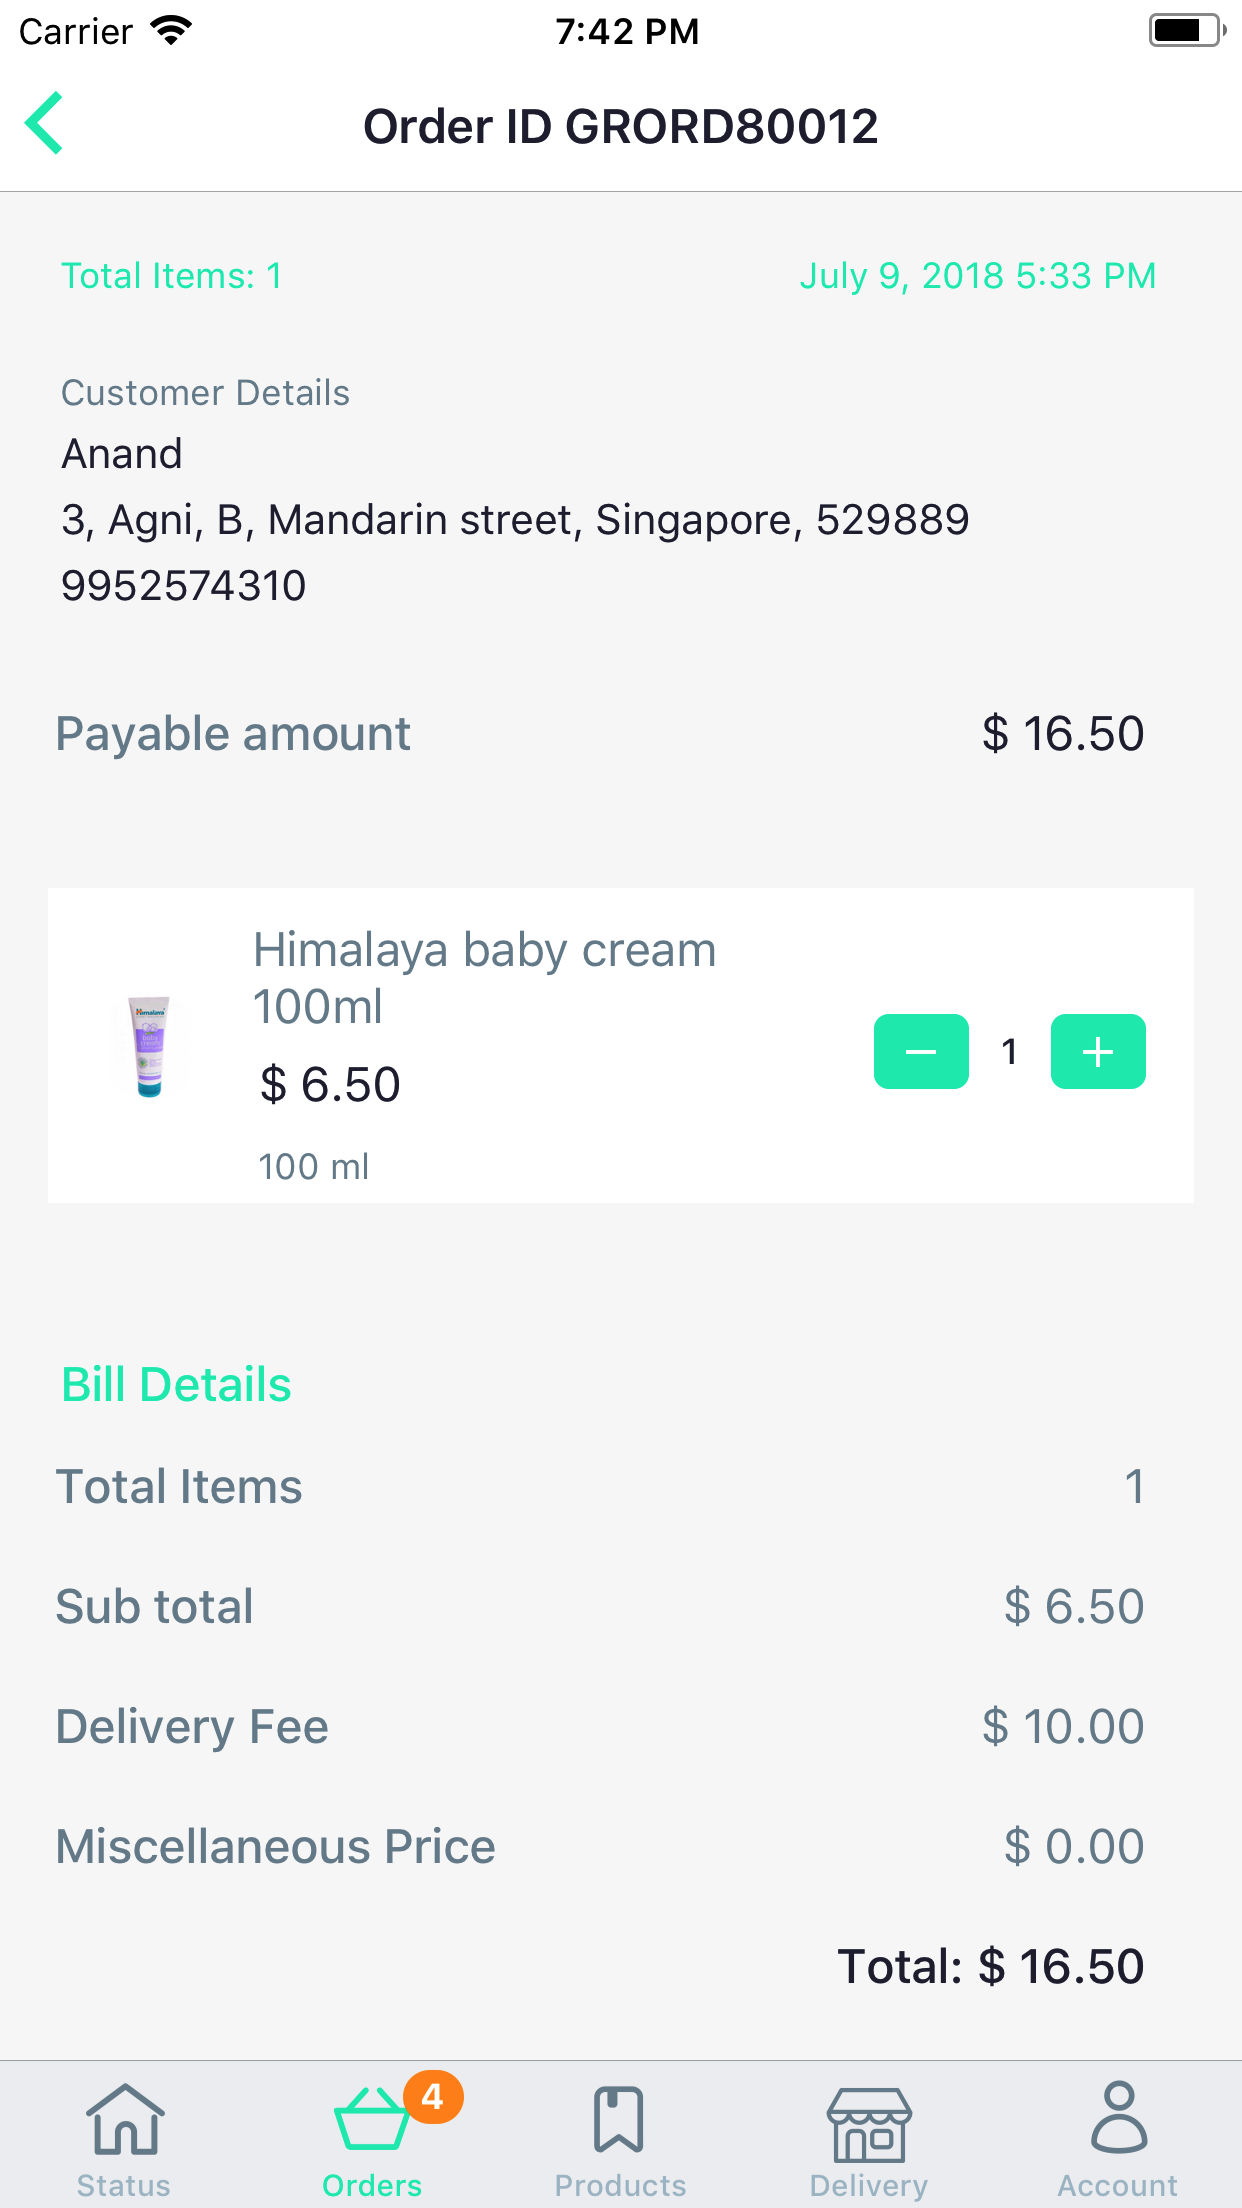 Carrier
7:42 PM
Order ID GRORD80012
Total Items: 1
July 9, 2018 5:33 PM
Customer Details
Anand
3, Agni, B, Mandarin street, Singapore, 529889
9952574310
Payable amount
$ 16.50
Himalaya baby cream
100ml
$ 6.50
100 ml
Himalaya
baby
cream
1
Bill Details
Total Items
1
Sub total
$ 6.50
Delivery Fee
$ 10.00
Miscellaneous Price
$ 0.00
Total: $ 16.50
4
Status
Orders
Products
Delivery
Account